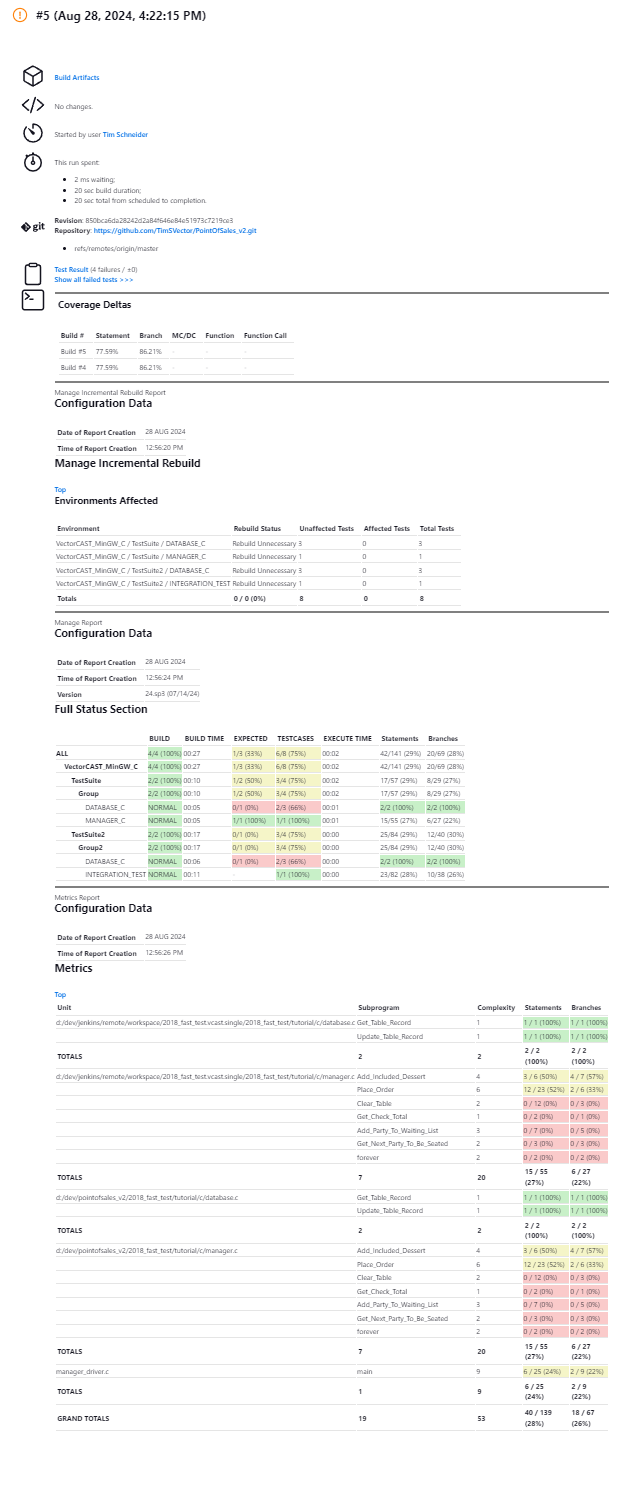 #5 (Aug 28, 2024, 4:22:15 PM)
Build Artifacts
No changes.
Started by user Tim Schneider
This run spent:
2 ms waiting;
20 sec build duration;
20 sec total from scheduled to completion.
git
Revision: 850bca6da28242d2a84f646e84e51973c7219ce3
Repository: https://github.com/TimSVector/PointOfSales_v2.git
refs/remotes/origin/master
Test Result (4 failures / ±0)
Show all failed tests >>>
Coverage Deltas
Build # Statement Branch MC/DC Function Function Call
Build #5 77.59% 86.21% - - -
Build #4 77.59% 86.21% - - -
Manage Incremental Rebuild Report
Configuration Data
Date of Report Creation 28 AUG 2024
Time of Report Creation 12:56:20 PM
Manage Incremental Rebuild
Top
Environments Affected
Environment Rebuild Status Unaffected Tests Affected Tests Total Tests
VectorCAST_MinGW_C / TestSuite / DATABASE_C Rebuild Unnecessary 3 0 3
VectorCAST_MinGW_C / TestSuite / MANAGER_C Rebuild Unnecessary 1 0 1
VectorCAST_MinGW_C / TestSuite2 / DATABASE_C Rebuild Unnecessary 3 0 3
VectorCAST_MinGW_C / TestSuite2 / INTEGRATION_TEST Rebuild Unnecessary 1 0 1
Totals 0 / 0 (0%) 8 0 8
Manage Report
Configuration Data
Date of Report Creation 28 AUG 2024
Time of Report Creation 12:56:24 PM
Version 24.sp3 (07/14/24)
Full Status Section
BUILD BUILD TIME EXPECTED TESTCASES EXECUTE TIME Statements Branches
ALL 4/4 (100%) 00:27 1/3 (33%) 6/8 (75%) 00:02 42/141 (29%) 20/69 (28%)
VectorCAST_MinGW_C 4/4 (100%) 00:27 1/3 (33%) 6/8 (75%) 00:02 42/141 (29%) 20/69 (28%)
TestSuite 2/2 (100%) 00:10 1/2 (50%) 3/4 (75%) 00:02 17/57 (29%) 8/29 (27%)
Group 2/2 (100%) 00:10 1/2 (50%) 3/4 (75%) 00:02 17/57 (29%) 8/29 (27%)
DATABASE_C NORMAL 00:05 0/1 (0%) 2/3 (66%) 00:01 2/2 (100%) 2/2 (100%)
MANAGER_C NORMAL 00:05 1/1 (100%) 1/1 (100%) 00:01 15/55 (27%) 6/27 (22%)
TestSuite2 2/2 (100%) 00:17 0/1 (0%) 3/4 (75%) 00:00 25/84 (29%) 12/40 (30%)
Group2 2/2 (100%) 00:17 0/1 (0%) 3/4 (75%) 00:00 25/84 (29%) 12/40 (30%)
DATABASE_C NORMAL 00:06 0/1 (0%) 2/3 (66%) 00:00 2/2 (100%) 2/2 (100%)
INTEGRATION_TEST NORMAL 00:11 - 1/1 (100%) 00:00 23/82 (28%) 10/38 (26%)
Metrics Report
Configuration Data
Date of Report Creation 28 AUG 2024
Time of Report Creation 12:56:26 PM
Metrics
Top
Unit Subprogram Complexity Statements Branches
d:/dev/jenkins/remote/workspace/2018_fast_test.vcast.single/2018_fast_test/tutorial/c/database.c Get_Table_Record 1 1 / 1 (100%) 1 / 1 (100%)
Update_Table_Record 1 1 / 1 (100%) 1 / 1 (100%)
TOTALS 2 2 2 / 2 (100%) 2 / 2 (100%)
d:/dev/jenkins/remote/workspace/2018_fast_test.vcast.single/2018_fast_test/tutorial/c/manager.c Add_Included_Dessert 4 3 / 6 (50%) 4 / 7 (57%)
Place_Order 6 12 / 23 (52%) 2 / 6 (33%)
Clear_Table 2 0 / 12 (0%) 0 / 3 (0%)
Get_Check_Total 1 0 / 2 (0%) 0 / 1 (0%)
Add_Party_To_Waiting_List 3 0 / 7 (0%) 0 / 5 (0%)
Get_Next_Party_To_Be_Seated 2 0 / 3 (0%) 0 / 3 (0%)
forever 2 0 / 2 (0%) 0 / 2 (0%)
TOTALS 7 20 15 / 55 (27%) 6 / 27 (22%)
d:/dev/pointofsales_v2/2018_fast_test/tutorial/c/database.c Get_Table_Record 1 1 / 1 (100%) 1 / 1 (100%)
Update_Table_Record 1 1 / 1 (100%) 1 / 1 (100%)
TOTALS 2 2 2 / 2 (100%) 2 / 2 (100%)
d:/dev/pointofsales_v2/2018_fast_test/tutorial/c/manager.c Add_Included_Dessert 4 3 / 6 (50%) 4 / 7 (57%)
Place_Order 6 12 / 23 (52%) 2 / 6 (33%)
Clear_Table 2 0 / 12 (0%) 0 / 3 (0%)
Get_Check_Total 1 0 / 2 (0%) 0 / 1 (0%)
Add_Party_To_Waiting_List 3 0 / 7 (0%) 0 / 5 (0%)
Get_Next_Party_To_Be_Seated 2 0 / 3 (0%) 0 / 3 (0%)
forever 2 0 / 2 (0%) 0 / 2 (0%)
TOTALS 7 20 15 / 55 (27%) 6 / 27 (22%)
manager_driver.c main 9 6 / 25 (24%) 2 / 9 (22%)
TOTALS 1 9 6 / 25 (24%) 2 / 9 (22%)
GRAND TOTALS 19 53 40 / 139 (28%) 18 / 67 (26%)